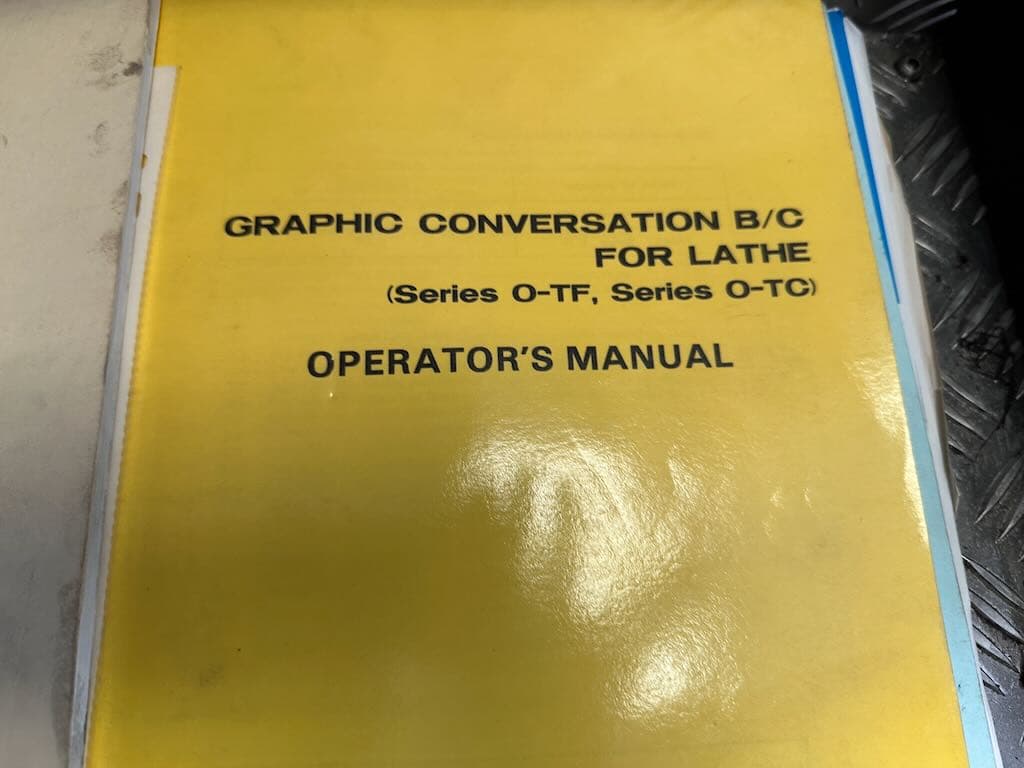 GRAPHIC CONVERSATION B/C
FOR LATHE
(Series O-TF, Series O-TC)
OPERATOR'S MANUAL